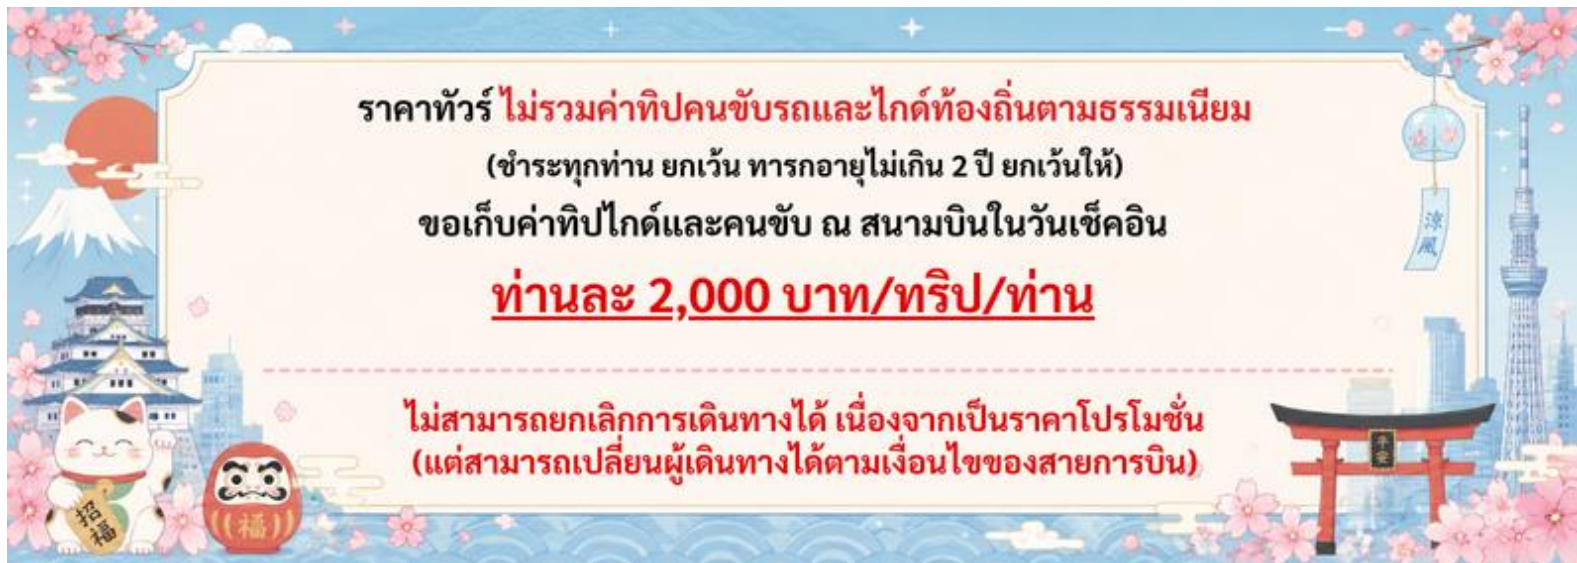 ราคาทัวร์ ไม่รวมค่าทิปคนขับรถและไกด์ท้องถิ่นตามธรรมเนียม
(ชำระทุกท่าน ยกเว้น ทารกอายุไม่เกิน 2 ปี ยกเว้นให้)
ขอเก็บค่าทิปไกด์และคนขับ ณ สนามบินในวันเช็คอิน
ท่านละ 2,000 บาท/ทริป/ท่าน
ไม่สามารถยกเลิกการเดินทางได้ เนื่องจากเป็นราคาโปรโมชั่น
(แต่สามารถเปลี่ยนผู้เดินทางได้ตามเงื่อนไขของสายการบิน)
涼風
平安
招福
福